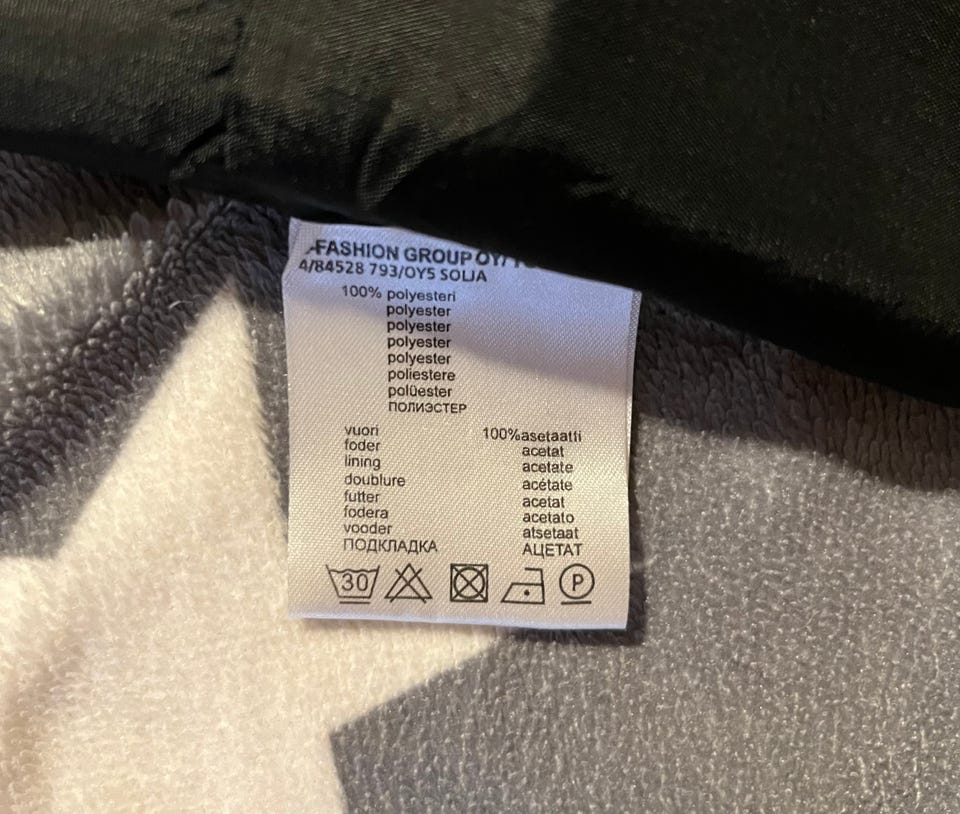 FASHION GROUP OY
4/84528 793/OY5 SOLJA
100% polyesteri
polyester
polyester
polyester
polyester
poliestere
polüester
ПОЛИЭСТЕР
vuori 100%asetaatti
foder acetat
lining acetate
doublure acétate
futter acetat
fodera acetato
vooder atsetaat
ПОДКЛАДКА АЦЕТАТ
30 P